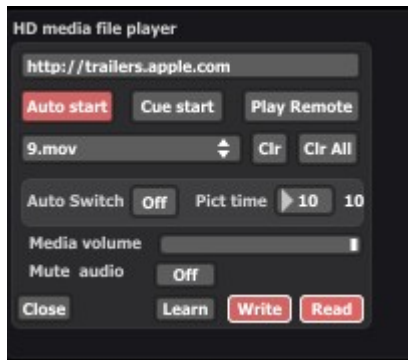 HD media file player
http://trailers.apple.com
Auto start Cue start Play Remote
9.mov Clr Clr All
Auto Switch Off Pict time 10 10
Media volume
Mute audio Off
Close Learn Write Read